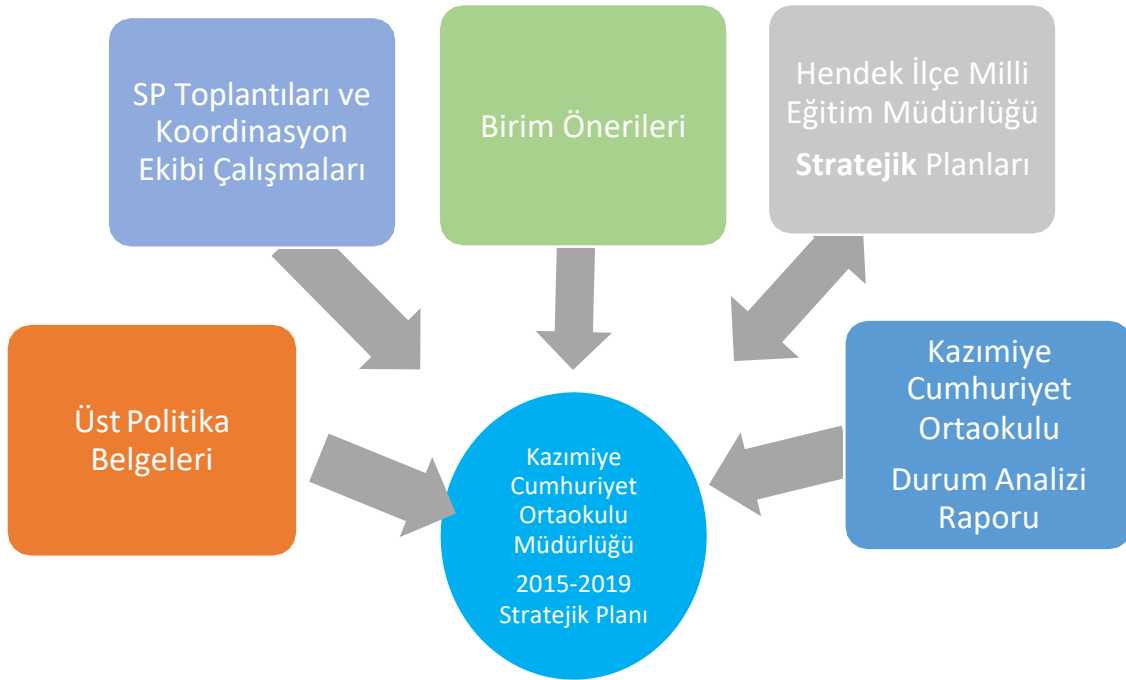 SP Toplantıları ve
Koordinasyon
Ekibi Çalışmaları
Birim Önerileri
Hendek İlçe Milli
Eğitim Müdürlüğü
Stratejik Planları
Üst Politika
Belgeleri
Kazımiye
Cumhuriyet
Ortaokulu
Müdürlüğü
2015-2019
Stratejik Planı
Kazımiye
Cumhuriyet
Ortaokulu
Durum Analizi
Raporu